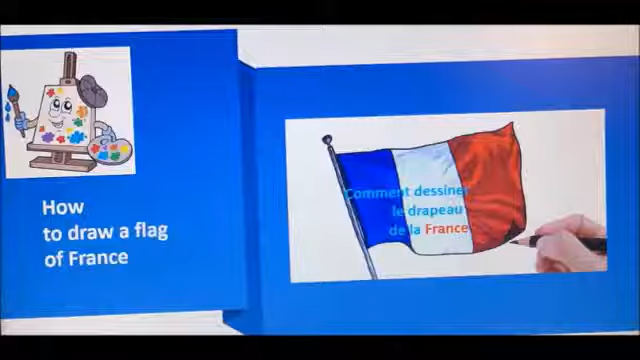 How
to draw a flag
of France
Comment dessiner
le drapeau
de la France